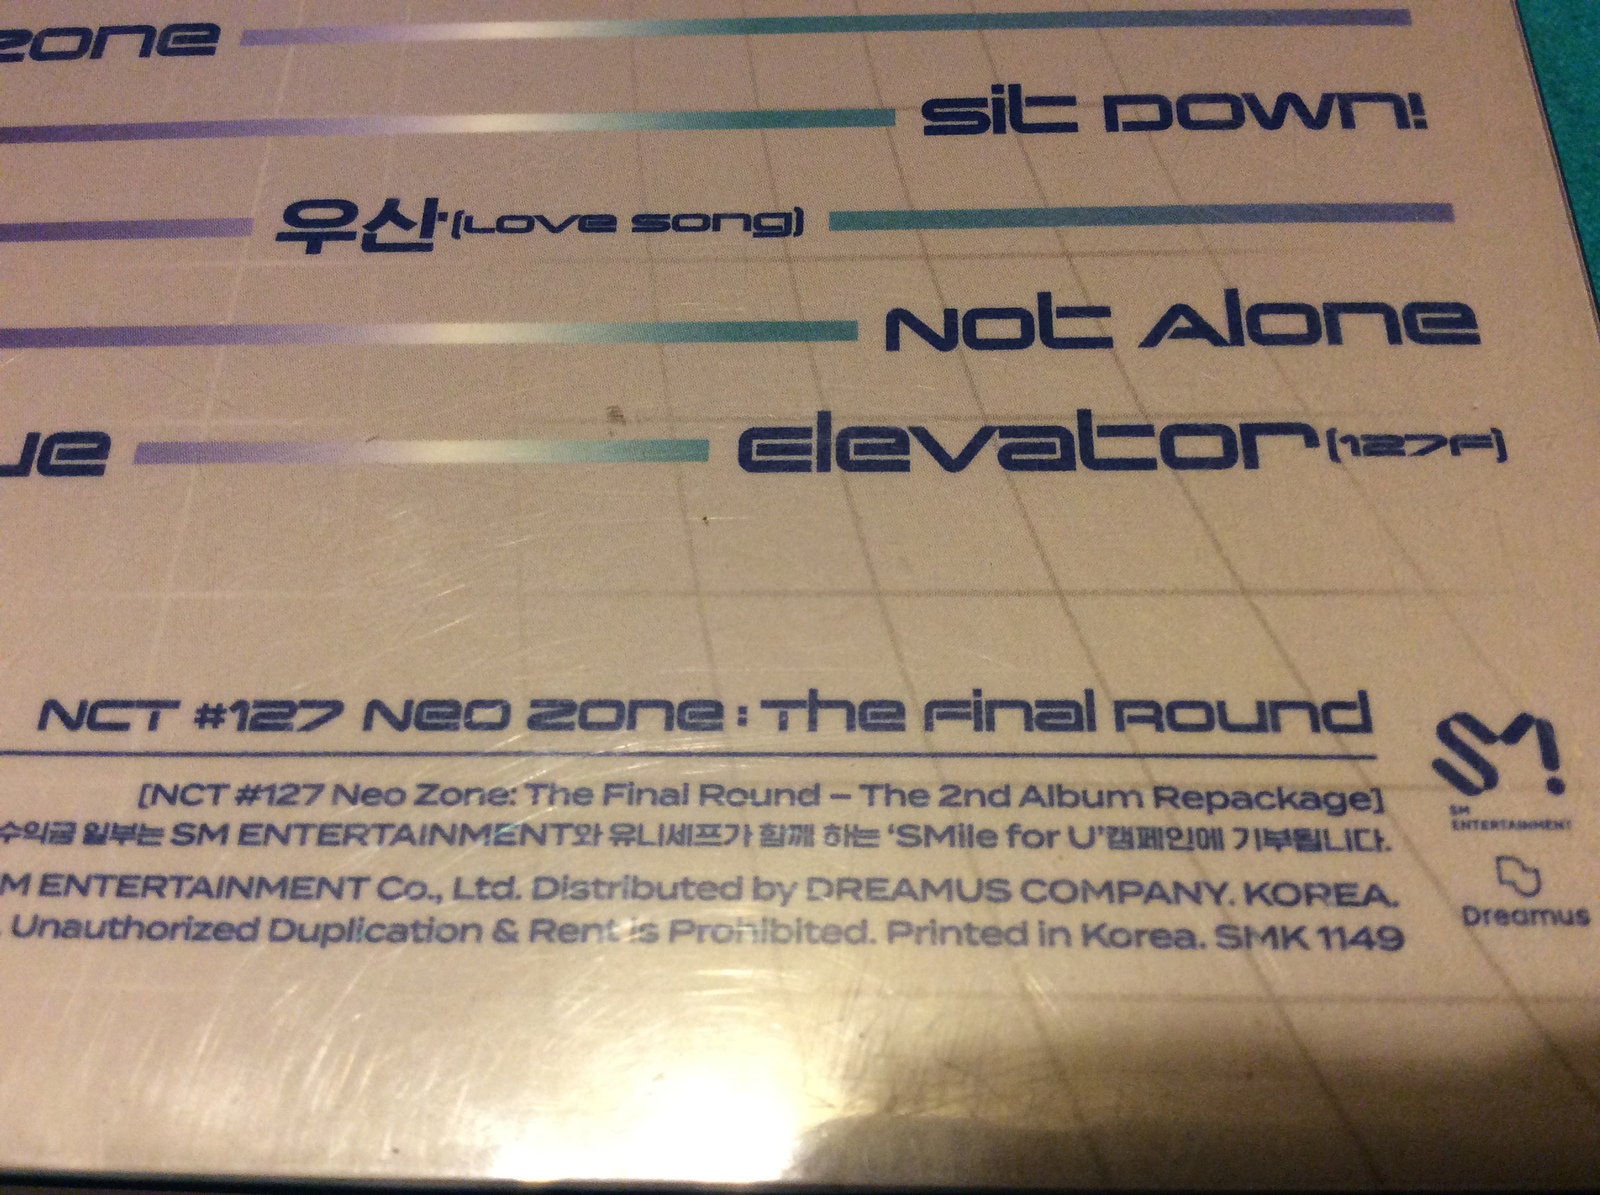 zone
Sit Down!
우산(Love Song)
Not Alone
ue Elevator(127F)
NCT #127 Neo Zone : The Final Round
[NCT #127 Neo Zone: The Final Round – The 2nd Album Repackage]
수익금 일부는 SM ENTERTAINMENT와 유니세프가 함께 하는 ‘SMile for U’캠페인에 기부됩니다.
M ENTERTAINMENT Co., Ltd. Distributed by DREAMUS COMPANY. KOREA.
. Unauthorized Duplication & Rent is Prohibited. Printed in Korea. SMK 1149
SM!
SM
ENTERTAINMENT
Dreamus